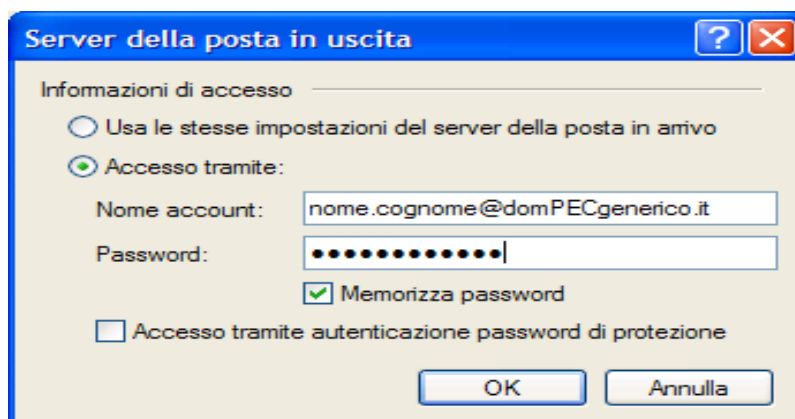 Server della posta in uscita
Informazioni di accesso
Usa le stesse impostazioni del server della posta in arrivo
Accesso tramite:
Nome account: nome.cognome@domPECgenerico.it
Password: ••••••••••••
Memorizza password
Accesso tramite autenticazione password di protezione
OK Annulla